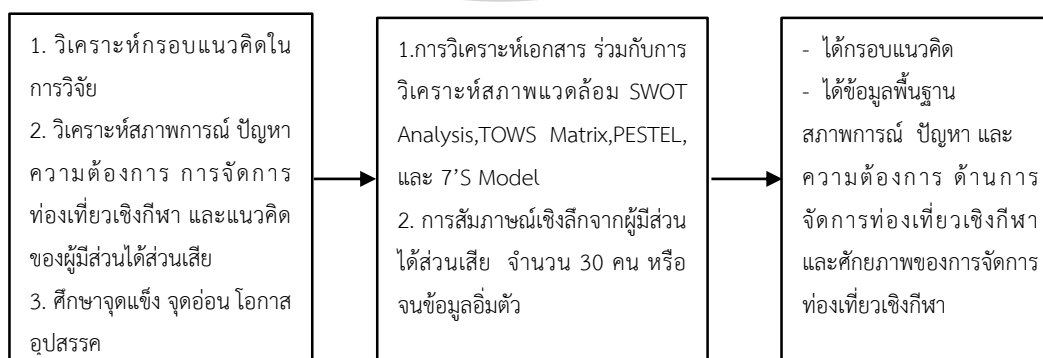 1. วิเคราะห์กรอบแนวคิดใน
การวิจัย
2. วิเคราะห์สภาพการณ์ ปัญหา
ความต้องการ การจัดการ
ท่องเที่ยวเชิงกีฬา และแนวคิด
ของผู้มีส่วนได้ส่วนเสีย
3. ศึกษาจุดแข็ง จุดอ่อน โอกาส
อุปสรรค
1.การวิเคราะห์เอกสาร ร่วมกับการ
วิเคราะห์สภาพแวดล้อม SWOT
Analysis,TOWS Matrix,PESTEL,
และ 7’S Model
2. การสัมภาษณ์เชิงลึกจากผู้มีส่วน
ได้ส่วนเสีย จำนวน 30 คน หรือ
จนข้อมูลอิ่มตัว
- ได้กรอบแนวคิด
- ได้ข้อมูลพื้นฐาน
สภาพการณ์ ปัญหา และ
ความต้องการ ด้านการ
จัดการท่องเที่ยวเชิงกีฬา
และศักยภาพของการจัดการ
ท่องเที่ยวเชิงกีฬา